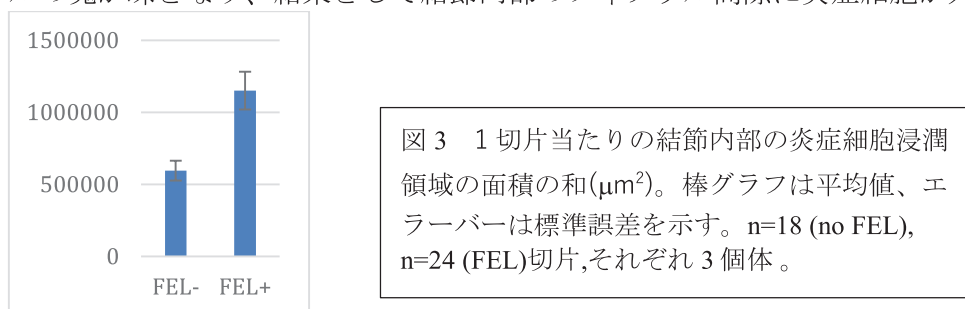 1500000
1000000
500000
0
FEL- FEL+
図 3　1 切片当たりの結節内部の炎症細胞浸潤
領域の面積の和(μm²)。棒グラフは平均値、エ
ラーバーは標準誤差を示す。n=18 (no FEL),
n=24 (FEL)切片,それぞれ 3 個体 。